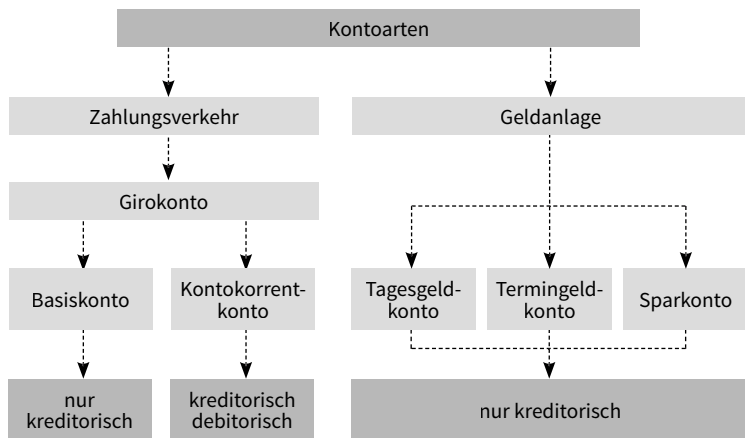 Kontoarten
Zahlungsverkehr
Geldanlage
Girokonto
Basiskonto
Kontokorrent-
konto
Tagesgeld-
konto
Termingeld-
konto
Sparkonto
nur
kreditorisch
kreditorisch
debitorisch
nur kreditorisch